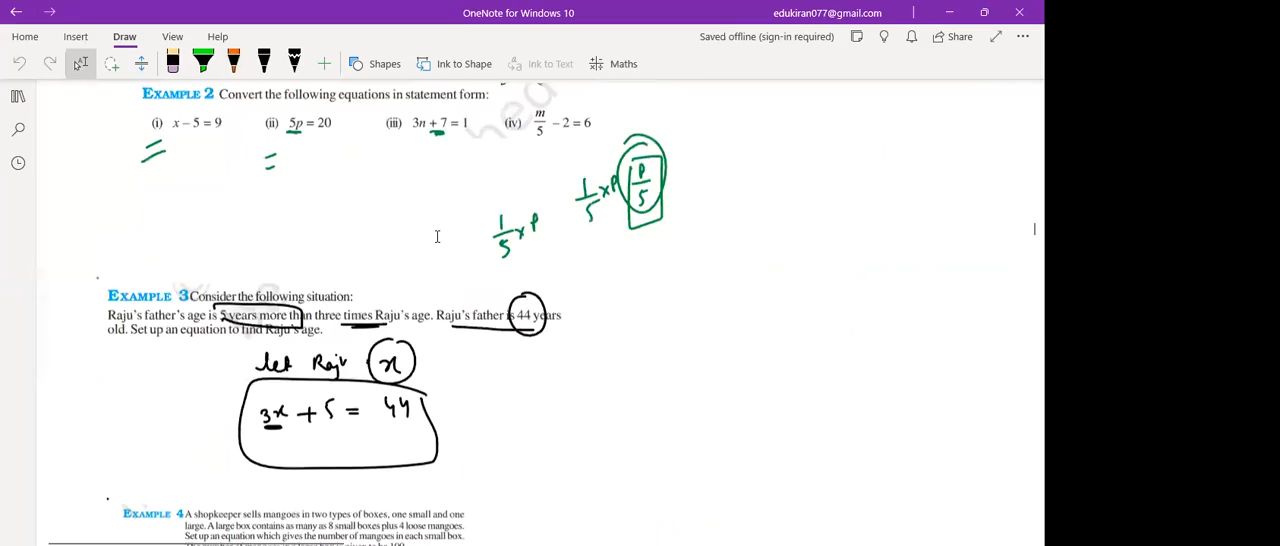 OneNote for Windows 10
edukiran077@gmail.com
Home Insert Draw View Help
Saved offline (sign-in required)
Share
Shapes
Ink to Shape
Ink to Text
Maths
EXAMPLE 2 Convert the following equations in statement form:
(i) x – 5 = 9 (ii) 5p = 20 (iii) 3n + 7 = 1 (iv) m/5 – 2 = 6
=
=
1/5 × P
P/5
1/5 × P
EXAMPLE 3 Consider the following situation:
Raju's father's age is 5 years more than three times Raju's age. Raju's father is 44 years
old. Set up an equation to find Raju's age.
let Raju x
3x + 5 = 44
EXAMPLE 4 A shopkeeper sells mangoes in two types of boxes, one small and one
large. A large box contains as many as 8 small boxes plus 4 loose mangoes.
Set up an equation which gives the number of mangoes in each small box.